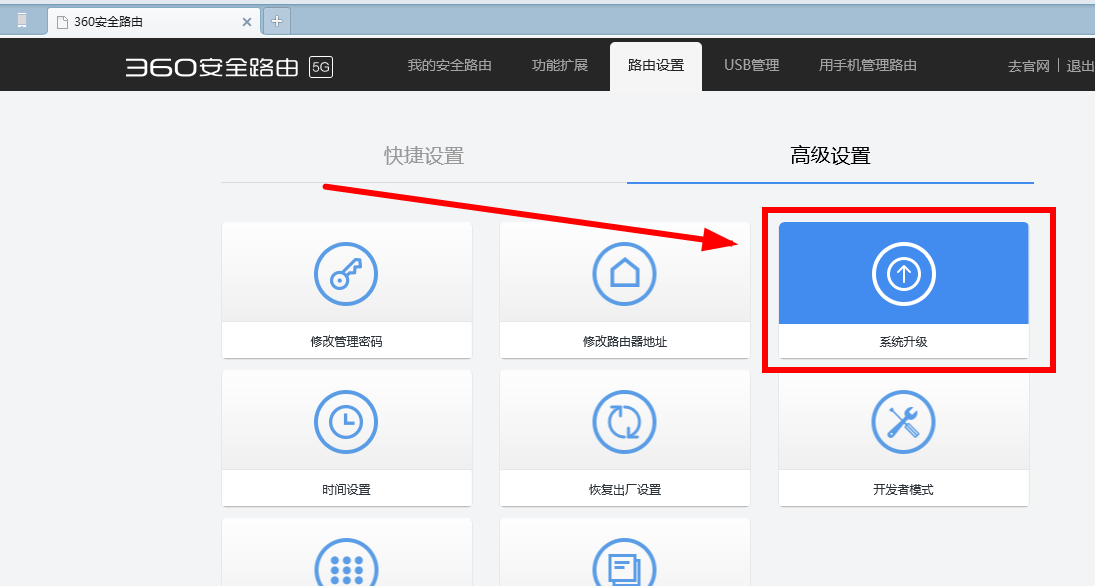 360安全路由
360安全路由 5G 我的安全路由 功能扩展 路由设置 USB管理 用手机管理路由 去官网 退出
快捷设置 高级设置
修改管理密码 修改路由器地址 系统升级
时间设置 恢复出厂设置 开发者模式